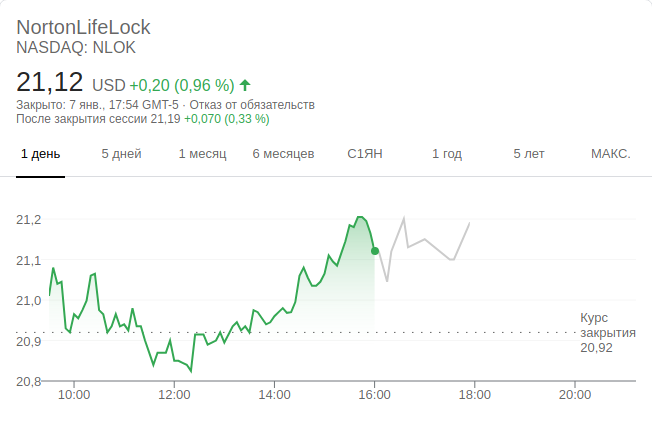 NortonLifeLock
NASDAQ: NLOK
21,12 USD +0,20 (0,96 %)
Закрыто: 7 янв., 17:54 GMT-5 · Отказ от обязательств
После закрытия сессии 21,19 +0,070 (0,33 %)
1 день 5 дней 1 месяц 6 месяцев С1ЯН 1 год 5 лет МАКС.
21,2
21,1
21,0
20,9
20,8
Курс
закрытия
20,92
10:00 12:00 14:00 16:00 18:00 20:00